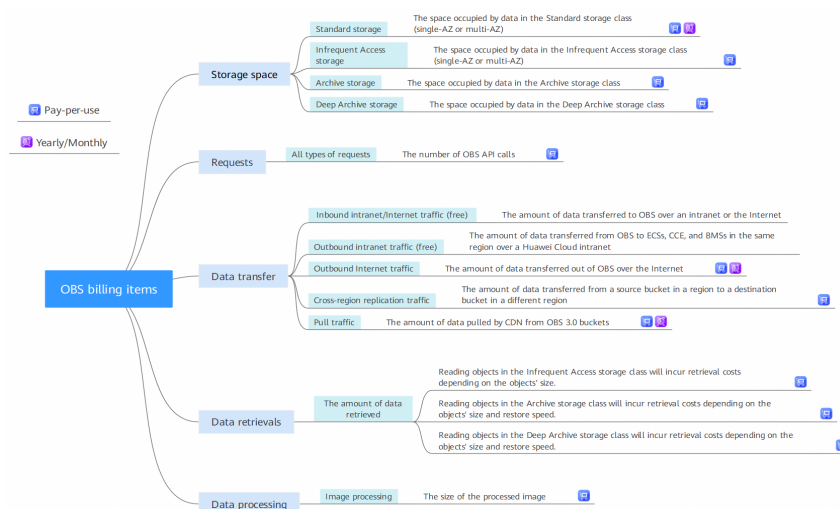 Pay-per-use
Yearly/Monthly
OBS billing items
Storage space
Standard storage
The space occupied by data in the Standard storage class
(single-AZ or multi-AZ)
Infrequent Access
storage
The space occupied by data in the Infrequent Access storage class
(single-AZ or multi-AZ)
Archive storage
The space occupied by data in the Archive storage class
Deep Archive storage
The space occupied by data in the Deep Archive storage class
Requests
All types of requests
The number of OBS API calls
Data transfer
Inbound intranet/Internet traffic (free)
The amount of data transferred to OBS over an intranet or the Internet
Outbound intranet traffic (free)
The amount of data transferred from OBS to ECSs, CCE, and BMSs in the same
region over a Huawei Cloud intranet
Outbound Internet traffic
The amount of data transferred out of OBS over the Internet
Cross-region replication traffic
The amount of data transferred from a source bucket in a region to a destination
bucket in a different region
Pull traffic
The amount of data pulled by CDN from OBS 3.0 buckets
Data retrievals
The amount of data
retrieved
Reading objects in the Infrequent Access storage class will incur retrieval costs
depending on the objects' size.
Reading objects in the Archive storage class will incur retrieval costs depending on the
objects' size and restore speed.
Reading objects in the Deep Archive storage class will incur retrieval costs depending on the
objects' size and restore speed.
Data processing
Image processing
The size of the processed image